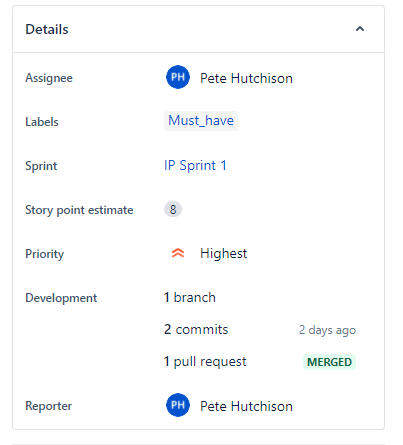 Details
Assignee PH Pete Hutchison
Labels Must_have
Sprint IP Sprint 1
Story point estimate 8
Priority Highest
Development 1 branch
2 commits 2 days ago
1 pull request MERGED
Reporter PH Pete Hutchison